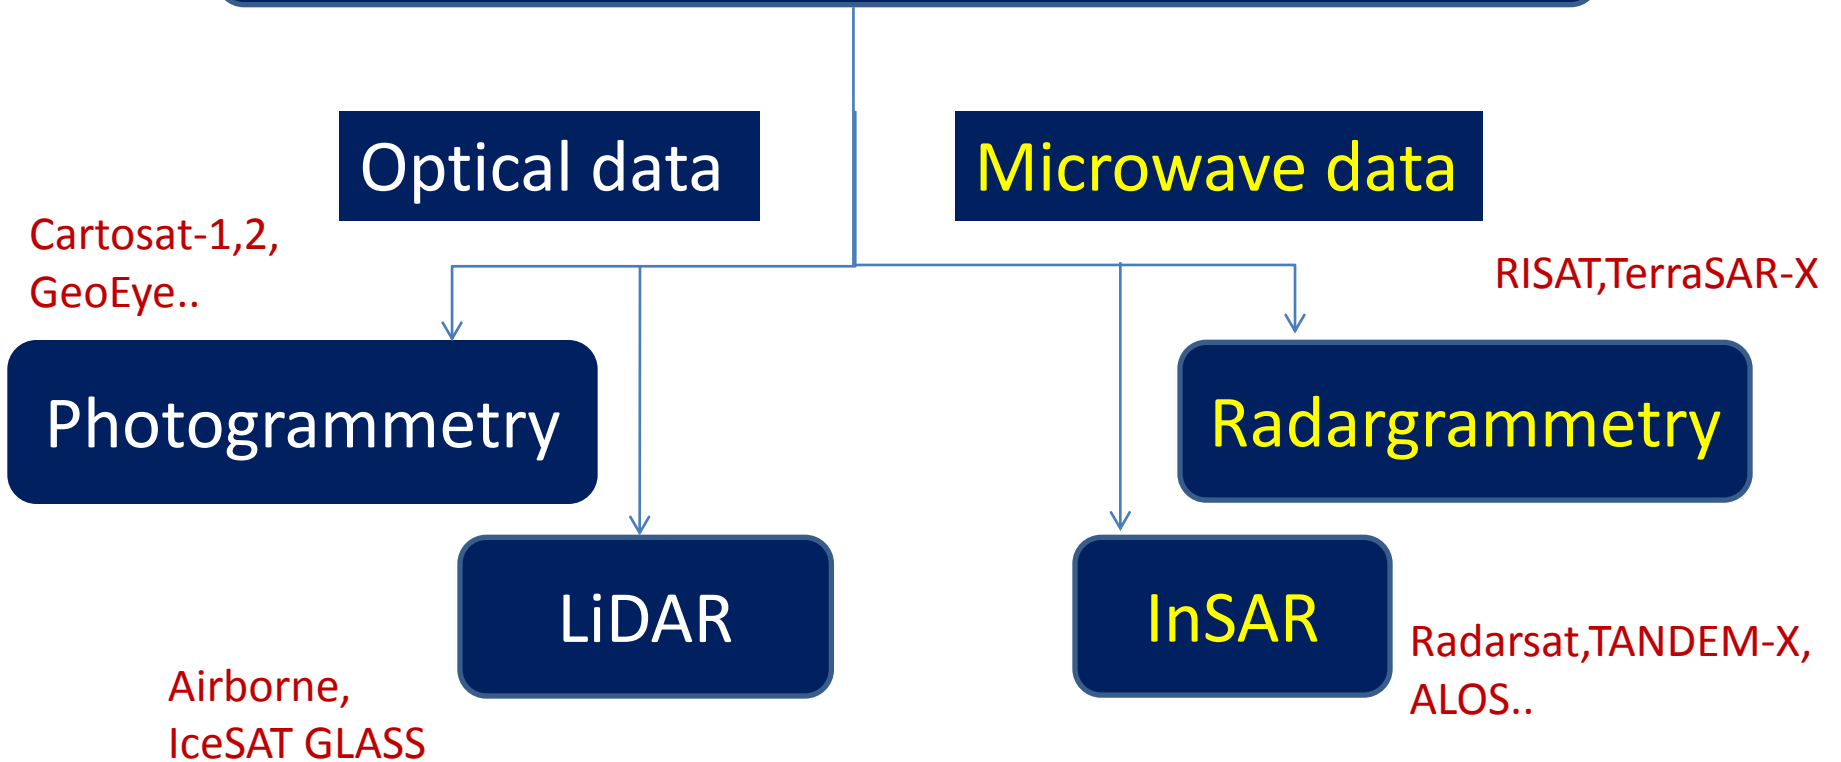 Optical data
Microwave data
Cartosat-1,2,
GeoEye..
RISAT,TerraSAR-X
Photogrammetry
Radargrammetry
LiDAR
InSAR
Airborne,
IceSAT GLASS
Radarsat,TANDEM-X,
ALOS..